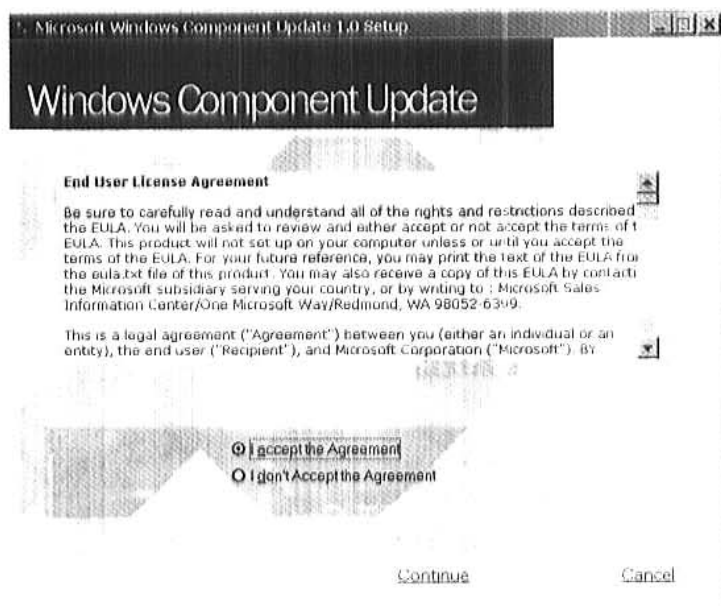 Microsoft Windows Component Update 1.0 Setup
Windows Component Update
End User License Agreement
Be sure to carefully read and understand all of the rights and restrictions described
the EULA. You will be asked to review and either accept or not accept the terms of t
EULA. This product will not set up on your computer unless or until you accept the
terms of the EULA. For your future reference, you may print the text of the EULA from
the eula.txt file of this product. You may also receive a copy of this EULA by contacti
the Microsoft subsidiary serving your country, or by writing to : Microsoft Sales
Information Center/One Microsoft Way/Redmond, WA 98052-6399.
This is a legal agreement ("Agreement") between you (either an individual or an
entity), the end user ("Recipient"), and Microsoft Corporation ("Microsoft"). BY
I accept the Agreement
I don't Accept the Agreement
Continue
Cancel